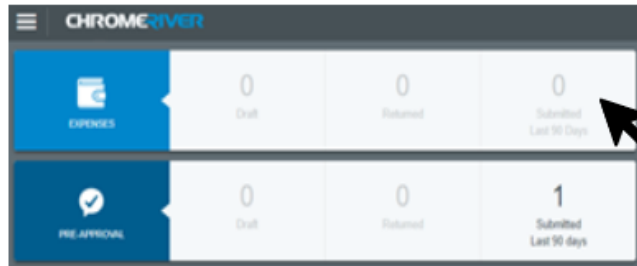 CHROMERIVER
EXPENSES
0
Draft
0
Returned
0
Submitted
Last 90 Days
PRE-APPROVAL
0
Draft
0
Returned
1
Submitted
Last 90 days